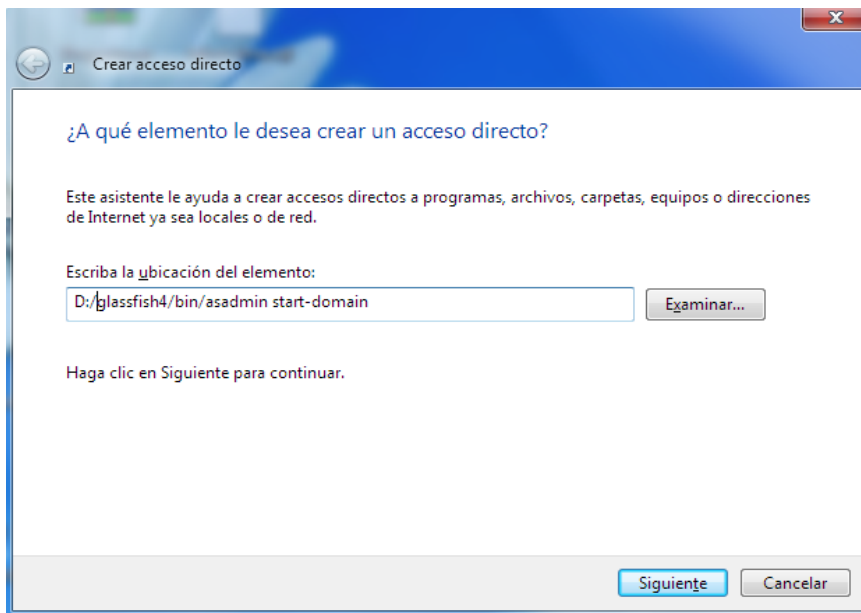 x
Crear acceso directo
¿A qué elemento le desea crear un acceso directo?
Este asistente le ayuda a crear accesos directos a programas, archivos, carpetas, equipos o direcciones
de Internet ya sea locales o de red.
Escriba la ubicación del elemento:
D:/glassfish4/bin/asadmin start-domain
Examinar...
Haga clic en Siguiente para continuar.
Siguiente
Cancelar